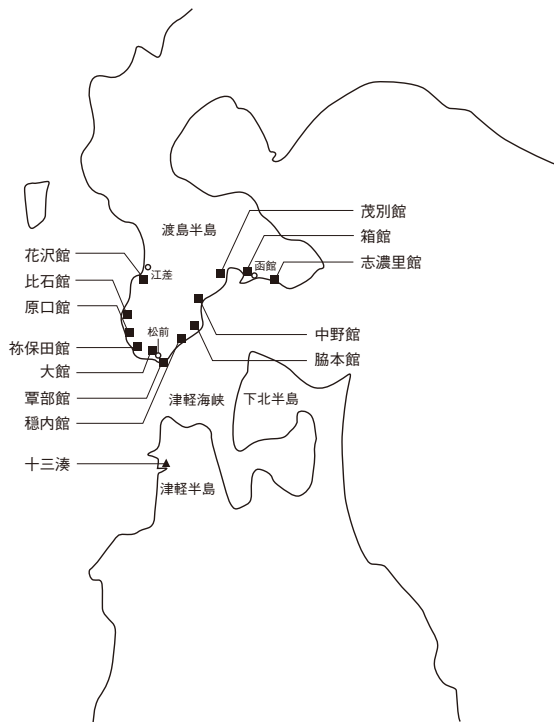 渡島半島
茂別館
箱館
志濃里館
函館
花沢館
江差
比石館
原口館
松前
祢保田館
大館
覃部館
穏内館
中野館
脇本館
津軽海峡
下北半島
十三湊
津軽半島